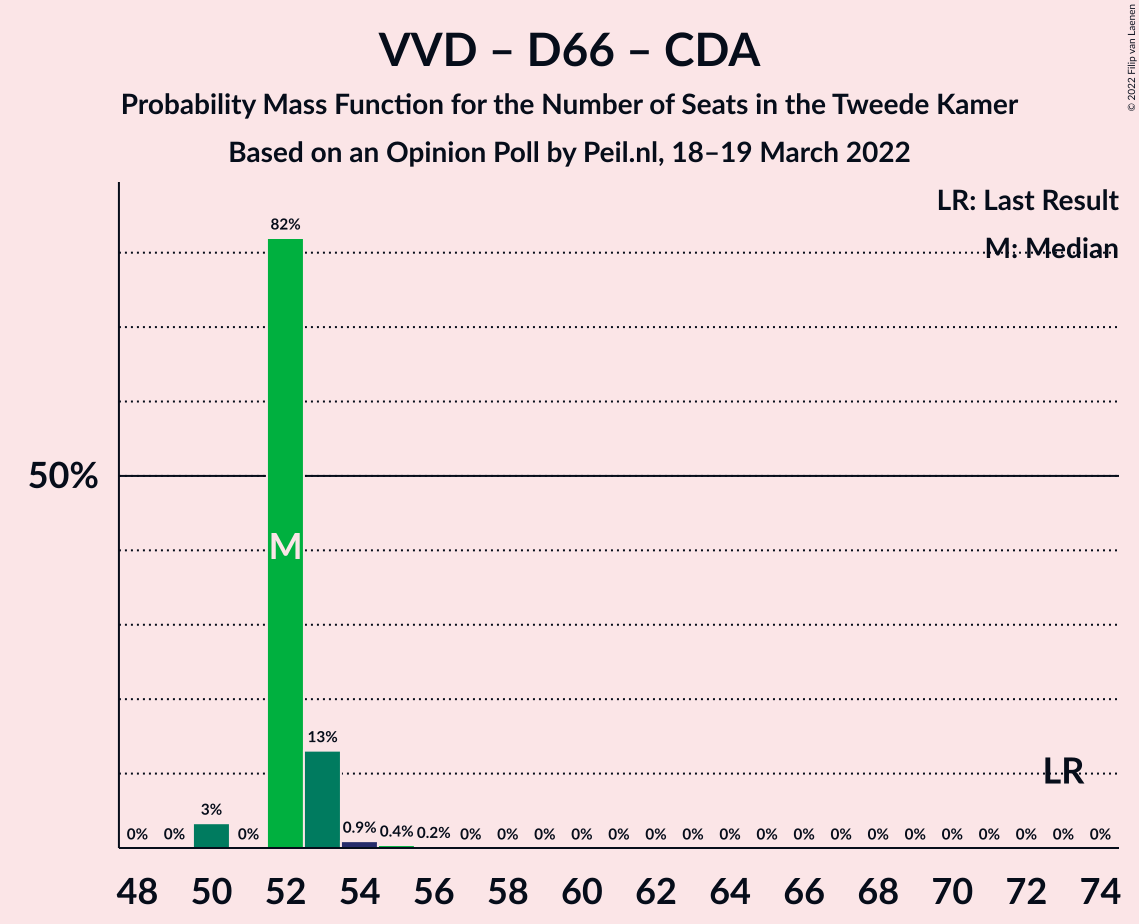 VVD – D66 – CDA
Probability Mass Function for the Number of Seats in the Tweede Kamer
Based on an Opinion Poll by Peil.nl, 18–19 March 2022
© 2022 Filip van Laenen
LR: Last Result
M: Median
82%
50%
M
13%
LR
3%
0% 0% 0% 0.9% 0.4% 0.2% 0% 0% 0% 0% 0% 0% 0% 0% 0% 0% 0% 0% 0% 0% 0% 0% 0% 0%
48 50 52 54 56 58 60 62 64 66 68 70 72 74